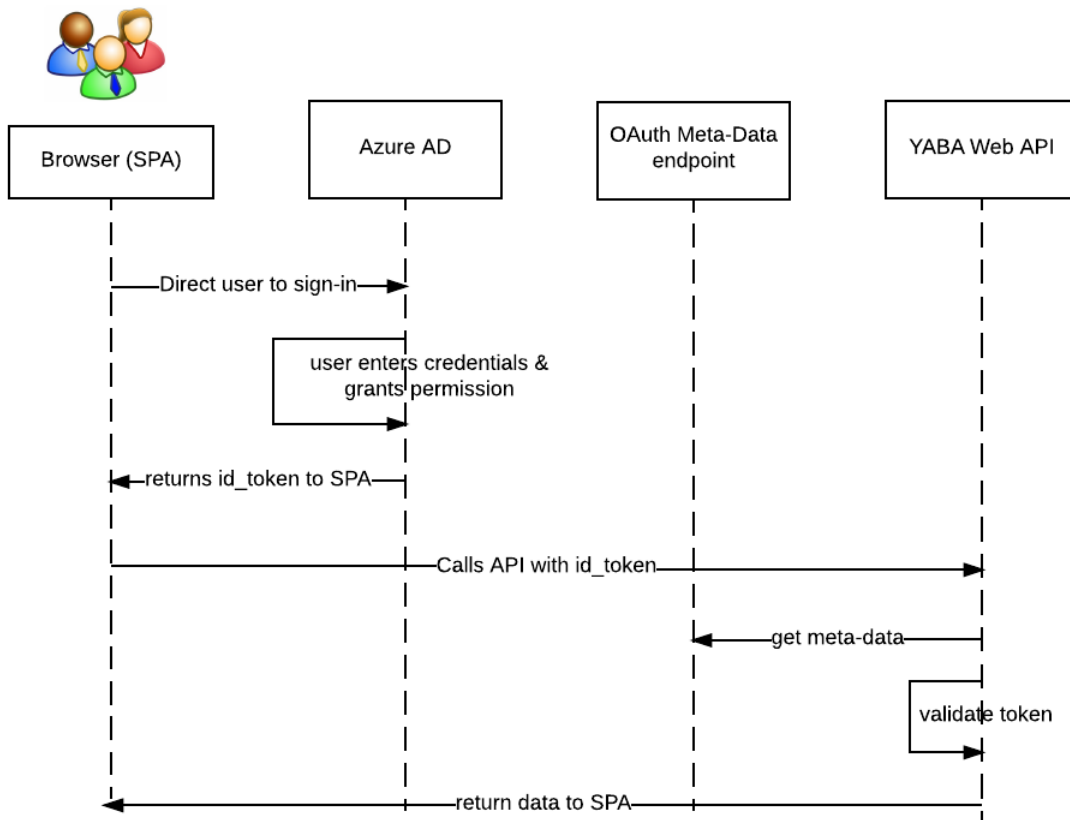 Browser (SPA)
Azure AD
OAuth Meta-Data
endpoint
YABA Web API
Direct user to sign-in
user enters credentials &
grants permission
returns id_token to SPA
Calls API with id_token
get meta-data
validate token
return data to SPA